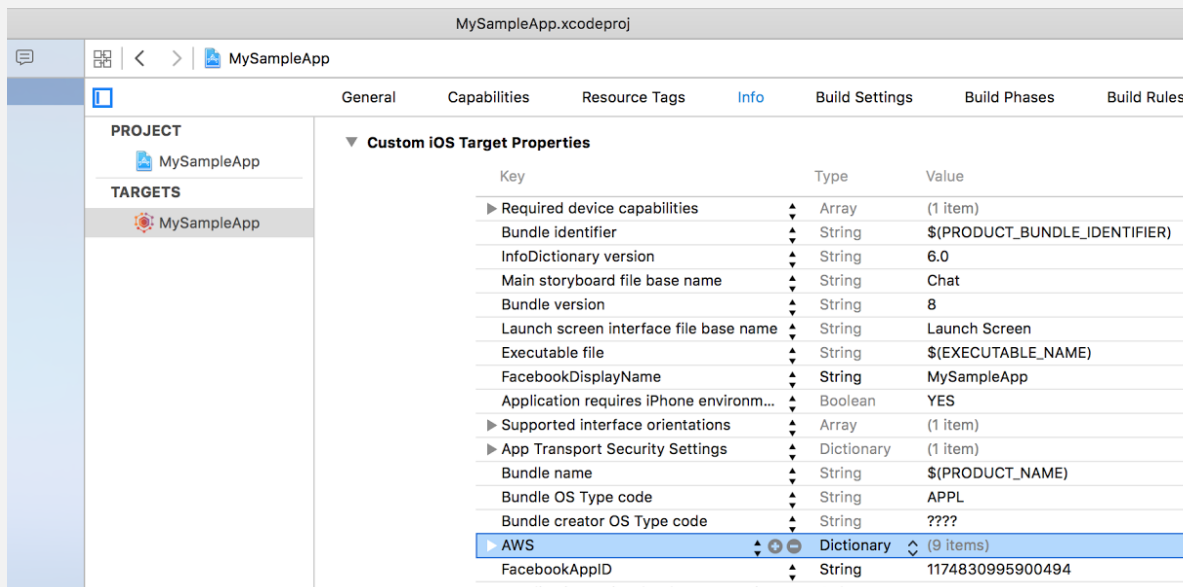 MySampleApp.xcodeproj
MySampleApp
General Capabilities Resource Tags Info Build Settings Build Phases Build Rules
PROJECT
MySampleApp
TARGETS
MySampleApp
Custom iOS Target Properties
Key Type Value
Required device capabilities Array (1 item)
Bundle identifier String $(PRODUCT_BUNDLE_IDENTIFIER)
InfoDictionary version String 6.0
Main storyboard file base name String Chat
Bundle version String 8
Launch screen interface file base name String Launch Screen
Executable file String $(EXECUTABLE_NAME)
FacebookDisplayName String MySampleApp
Application requires iPhone environm... Boolean YES
Supported interface orientations Array (1 item)
App Transport Security Settings Dictionary (1 item)
Bundle name String $(PRODUCT_NAME)
Bundle OS Type code String APPL
Bundle creator OS Type code String ????
AWS Dictionary (9 items)
FacebookAppID String 1174830995900494